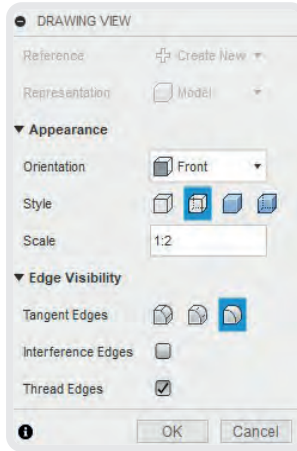 DRAWING VIEW
Reference Create New
Representation Model
Appearance
Orientation Front
Style
Scale 1:2
Edge Visibility
Tangent Edges
Interference Edges
Thread Edges
OK Cancel